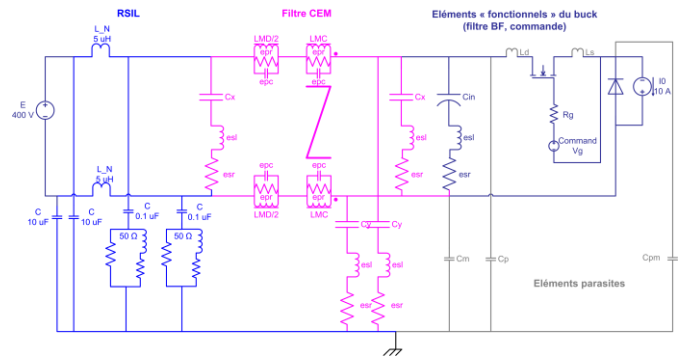 RSIL
Filtre CEM
Eléments « fonctionnels » du buck
(filtre BF, commande)
L_N
5 uH
LMD/2
LMC
epr
epr
epc
epc
Ld
Ls
Cx
Cx
Cin
E
400 V
I0
10 A
Rg
Command
Vg
esl
esl
esl
esr
esr
esr
L_N
5 uH
epc
epc
epr
epr
LMD/2
LMC
C
10 uF
C
10 uF
C
0.1 uF
C
0.1 uF
50 Ω
50 Ω
Cy
Cy
esl
esl
esr
esr
Cm
Cp
Cpm
Eléments parasites